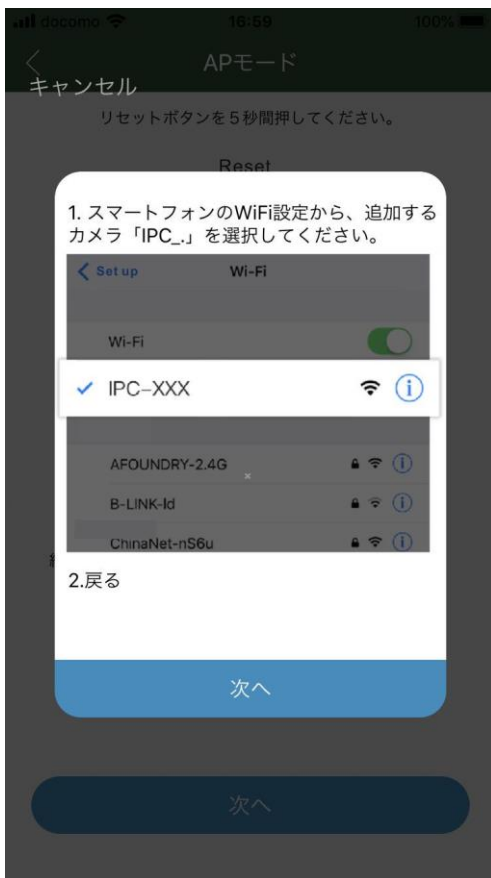 docomo 16:59 100%
APモード
キャンセル
リセットボタンを5秒間押してください。
Reset
1. スマートフォンのWiFi設定から、追加する
カメラ「IPC_.」を選択してください。
Set up Wi-Fi
Wi-Fi
IPC-XXX
AFOUNDRY-2.4G
B-LINK-ld
ChinaNet-nS6u
2.戻る
次へ
次へ